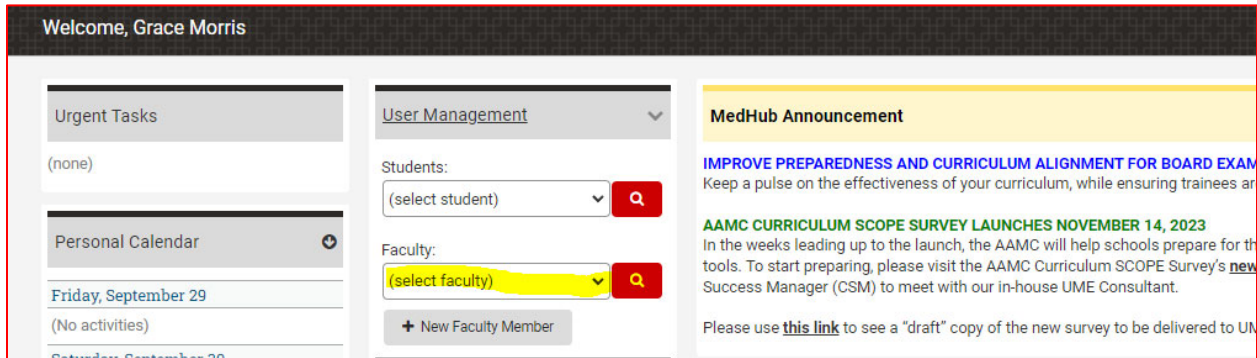 Welcome, Grace Morris
Urgent Tasks
(none)
Personal Calendar
Friday, September 29
(No activities)
Saturday, September 30
User Management
Students:
(select student)
Faculty:
(select faculty)
+ New Faculty Member
MedHub Announcement
IMPROVE PREPAREDNESS AND CURRICULUM ALIGNMENT FOR BOARD EXAM
Keep a pulse on the effectiveness of your curriculum, while ensuring trainees ar
AAMC CURRICULUM SCOPE SURVEY LAUNCHES NOVEMBER 14, 2023
In the weeks leading up to the launch, the AAMC will help schools prepare for th
tools. To start preparing, please visit the AAMC Curriculum SCOPE Survey's new
Success Manager (CSM) to meet with our in-house UME Consultant.
Please use this link to see a "draft" copy of the new survey to be delivered to UM